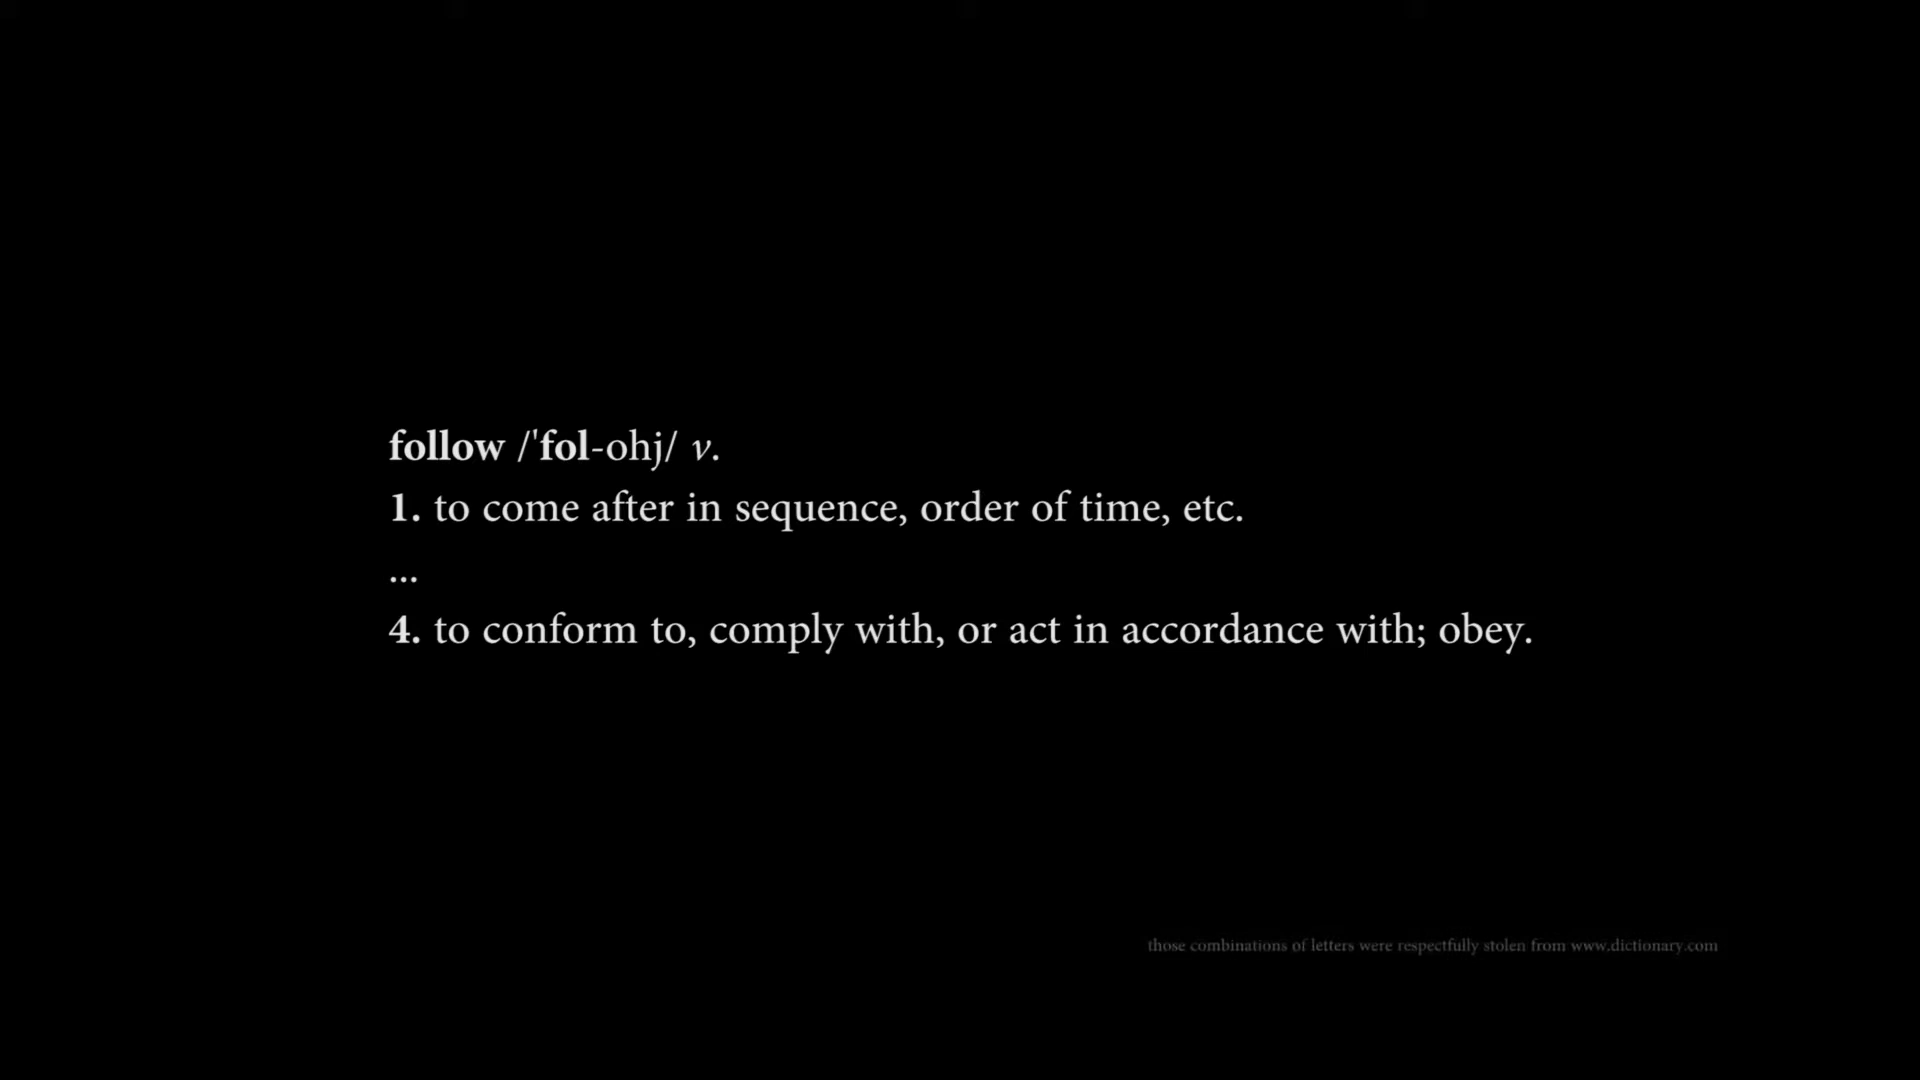 follow /ˈfol-ohj/ v.
1. to come after in sequence, order of time, etc.
...
4. to conform to, comply with, or act in accordance with; obey.
those combinations of letters were respectfully stolen from www.dictionary.com